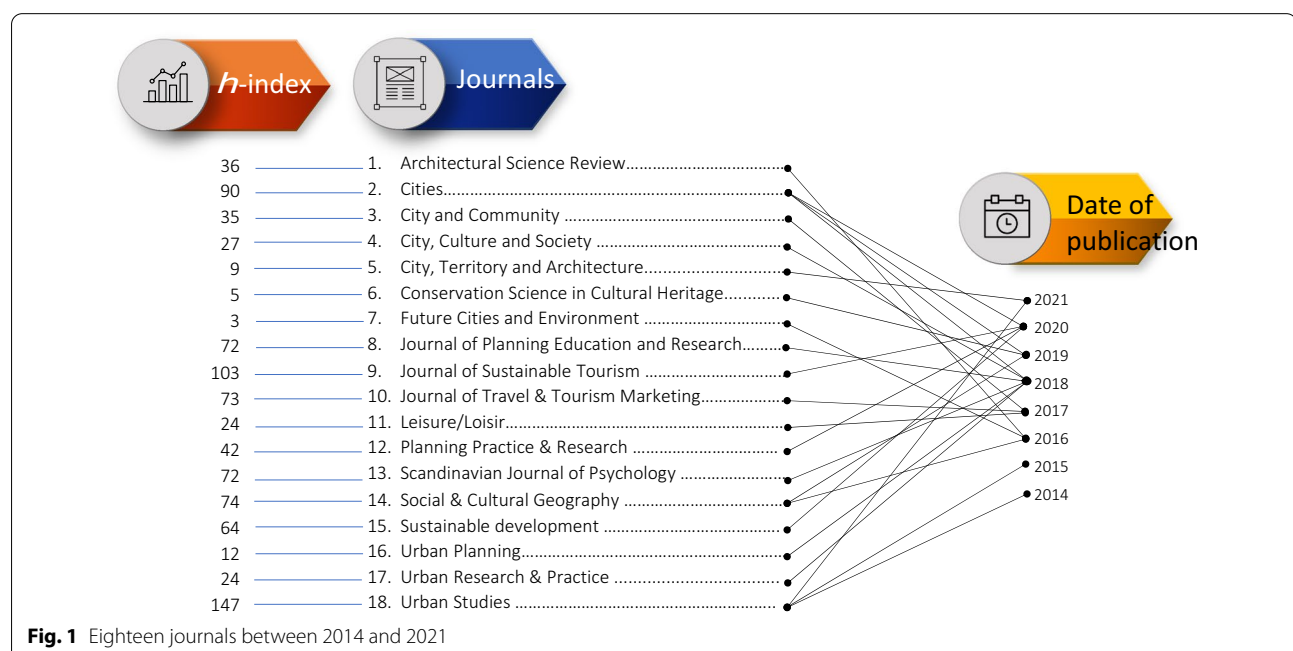 h-index
Journals
Date of
publication
36 1. Architectural Science Review
90 2. Cities
35 3. City and Community
27 4. City, Culture and Society
9 5. City, Territory and Architecture
5 6. Conservation Science in Cultural Heritage
3 7. Future Cities and Environment
72 8. Journal of Planning Education and Research
103 9. Journal of Sustainable Tourism
73 10. Journal of Travel & Tourism Marketing
24 11. Leisure/Loisir
42 12. Planning Practice & Research
72 13. Scandinavian Journal of Psychology
74 14. Social & Cultural Geography
64 15. Sustainable development
12 16. Urban Planning
24 17. Urban Research & Practice
147 18. Urban Studies
2021
2020
2019
2018
2017
2016
2015
2014
Fig. 1 Eighteen journals between 2014 and 2021